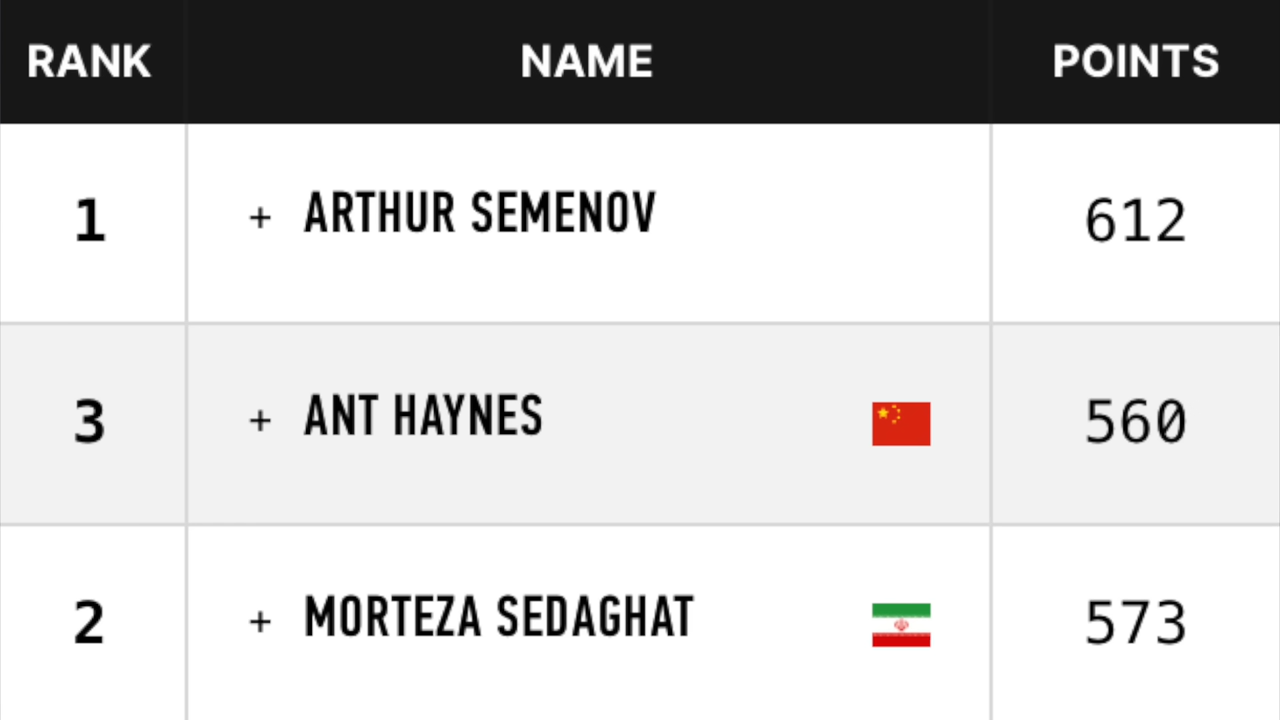 RANK NAME POINTS
1 + ARTHUR SEMENOV 612
3 + ANT HAYNES 560
2 + MORTEZA SEDAGHAT 573